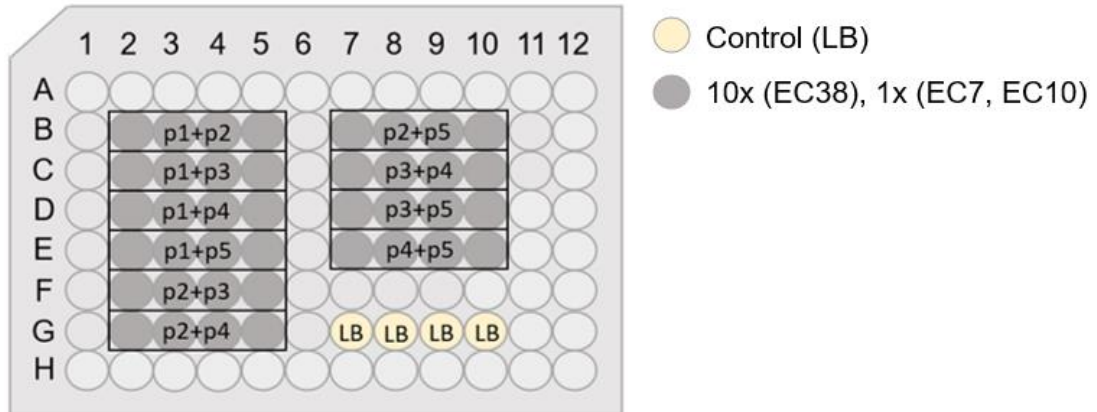 1 2 3 4 5 6 7 8 9 10 11 12
Control (LB)
10x (EC38), 1x (EC7, EC10)
A
B p1+p2 p2+p5
C p1+p3 p3+p4
D p1+p4 p3+p5
E p1+p5 p4+p5
F p2+p3
G p2+p4 LB LB LB LB
H